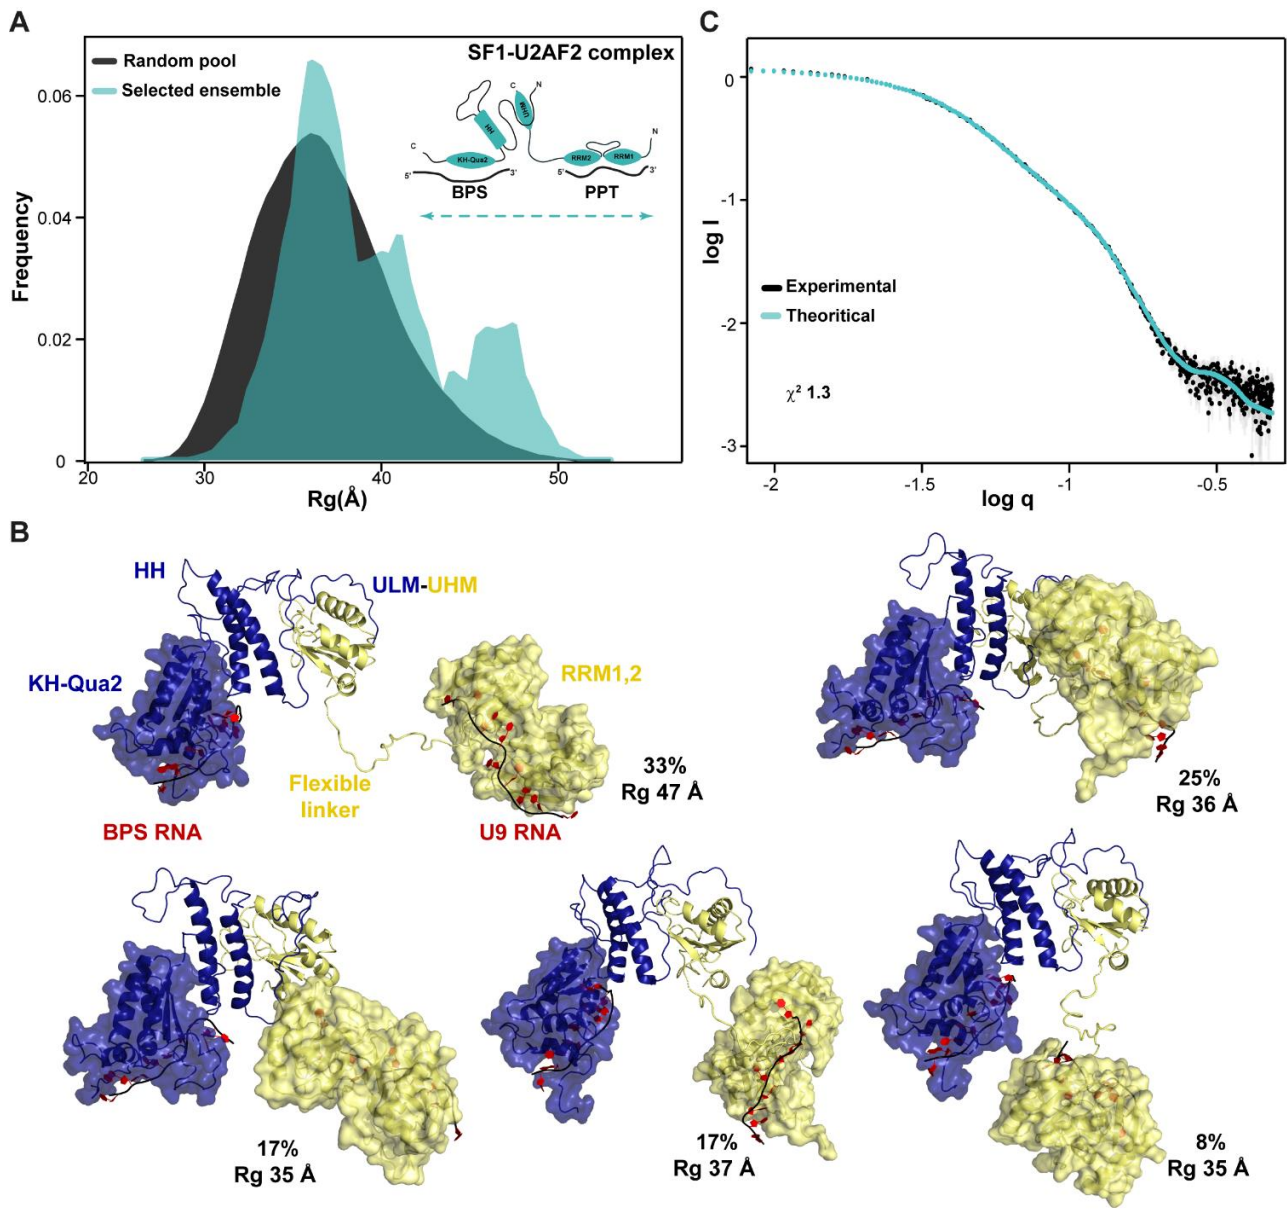 A
Random pool
Selected ensemble
SF1-U2AF2 complex
C
HH
C
UHM
N
KH-Qua2
RRM2
RRM1
N
5'
3'
5'
3'
BPS
PPT
0.06
0.04
0.02
0
20
30
40
50
Frequency
Rg(Å)
C
0
-1
-2
-3
log I
Experimental
Theoritical
χ² 1.3
-2
-1.5
-1
-0.5
log q
B
HH
ULM-UHM
KH-Qua2
RRM1,2
Flexible
linker
33%
Rg 47 Å
BPS RNA
U9 RNA
25%
Rg 36 Å
17%
Rg 35 Å
17%
Rg 37 Å
8%
Rg 35 Å